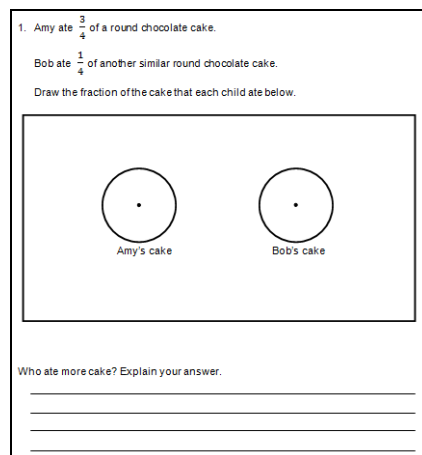 1. Amy ate 3/4 of a round chocolate cake.
Bob ate 1/4 of another similar round chocolate cake.
Draw the fraction of the cake that each child ate below.
Amy's cake Bob's cake
Who ate more cake? Explain your answer.